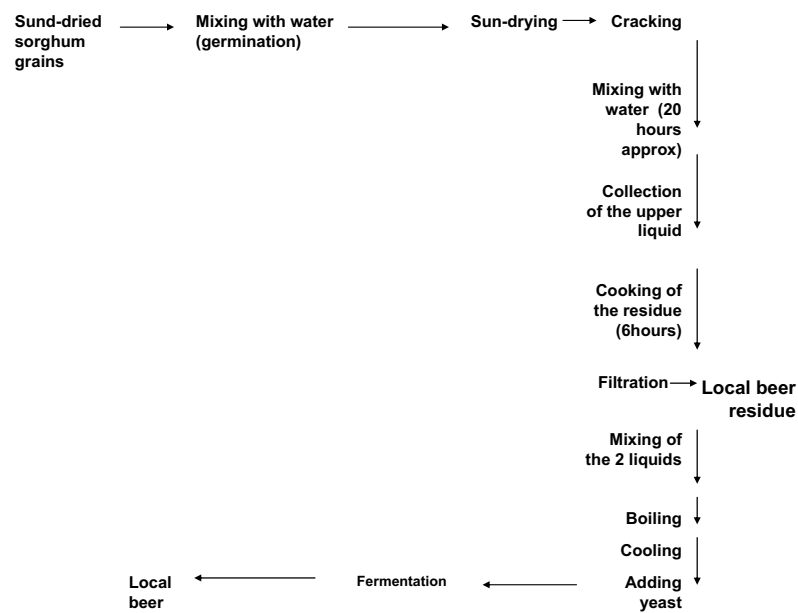 Sund-dried
sorghum
grains
Mixing with water
(germination)
Sun-drying
Cracking
Mixing with
water (20
hours
approx)
Collection
of the upper
liquid
Cooking of
the residue
(6hours)
Filtration
Local beer
residue
Mixing of
the 2 liquids
Boiling
Cooling
Adding
yeast
Fermentation
Local
beer